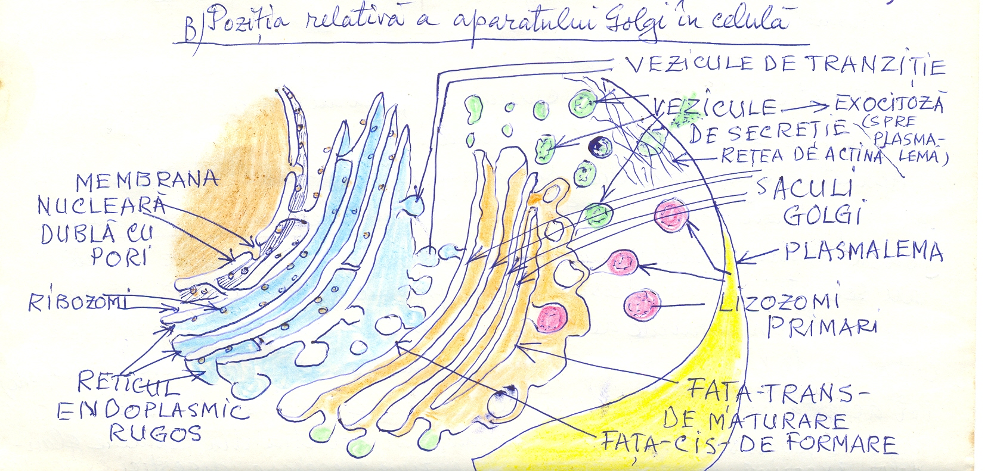 B) Poziția relativă a aparatului Golgi în celulă
VEZICULE DE TRANZIȚIE
VEZICULE → EXOCITOZĂ
DE SECREȚIE (SPRE
PLASMA-
LEMĂ)
REȚEA DE ACTINĂ
SACULI
GOLGI
PLASMALEMA
LIZOZOMI
PRIMARI
FAȚA-TRANS-
DE MATURARE
FAȚA-CIS-DE FORMARE
MEMBRANA
NUCLEARĂ
DUBLĂ CU
PORI
RIBOZOMI
RETICUL
ENDOPLASMIC
RUGOS